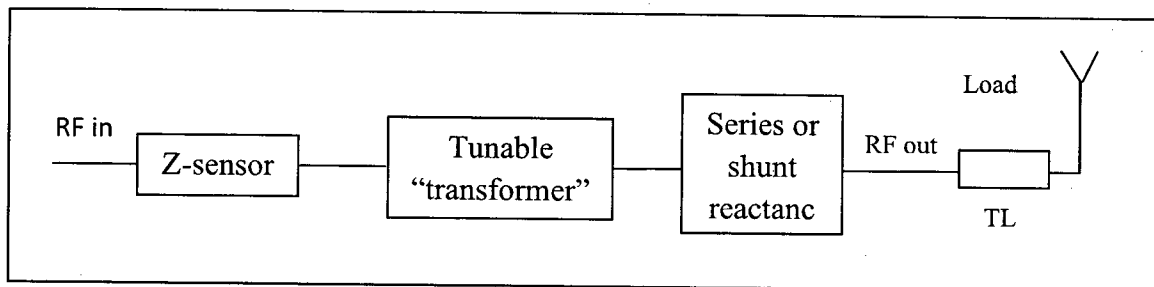 Load
RF in
Z-sensor
Tunable
“transformer”
Series or
shunt
reactanc
RF out
TL